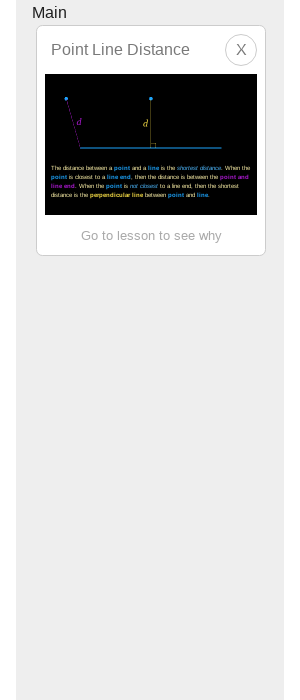 Main
Point Line Distance
X
d
d
The distance between a point and a line is the shortest distance. When the
point is closest to a line end, then the distance is between the point and
line end. When the point is not closest to a line end, then the shortest
distance is the perpendicular line between point and line.
Go to lesson to see why